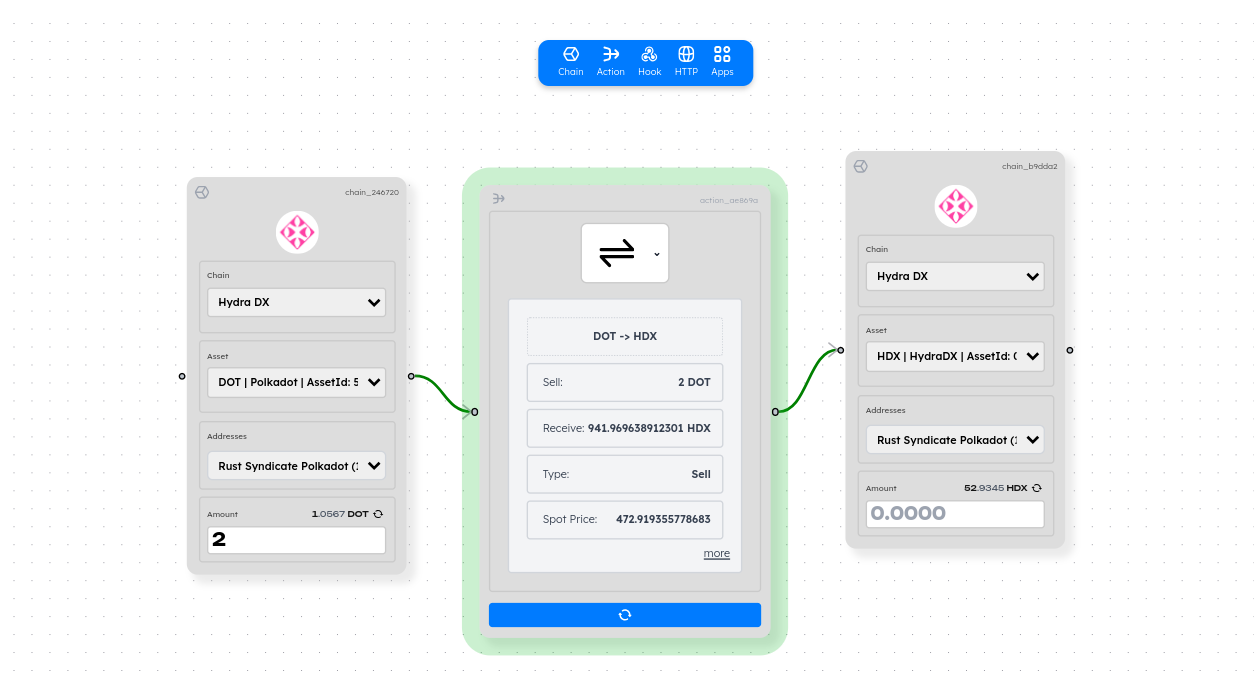 Chain Action Hook HTTP Apps
chain_246720
Chain
Hydra DX
Asset
DOT | Polkadot | AssetId: 5
Addresses
Rust Syndicate Polkadot (1
Amount 1.0567 DOT
2
action_ae869a
DOT -> HDX
Sell: 2 DOT
Receive: 941.969638912301 HDX
Type: Sell
Spot Price: 472.919355778683
more
chain_b9dda2
Chain
Hydra DX
Asset
HDX | HydraDX | AssetId: 0
Addresses
Rust Syndicate Polkadot (1
Amount 52.9345 HDX
0.0000